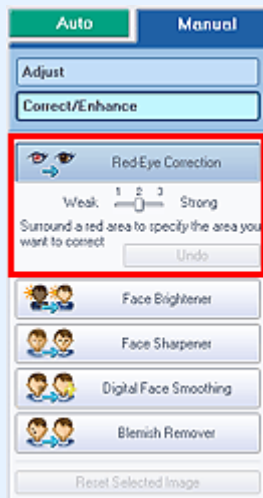 Auto Manual
Adjust
Correct/Enhance
Red-Eye Correction
1 2 3
Weak Strong
Surround a red area to specify the area you
want to correct
Undo
Face Brightener
Face Sharpener
Digital Face Smoothing
Blemish Remover
Reset Selected Image